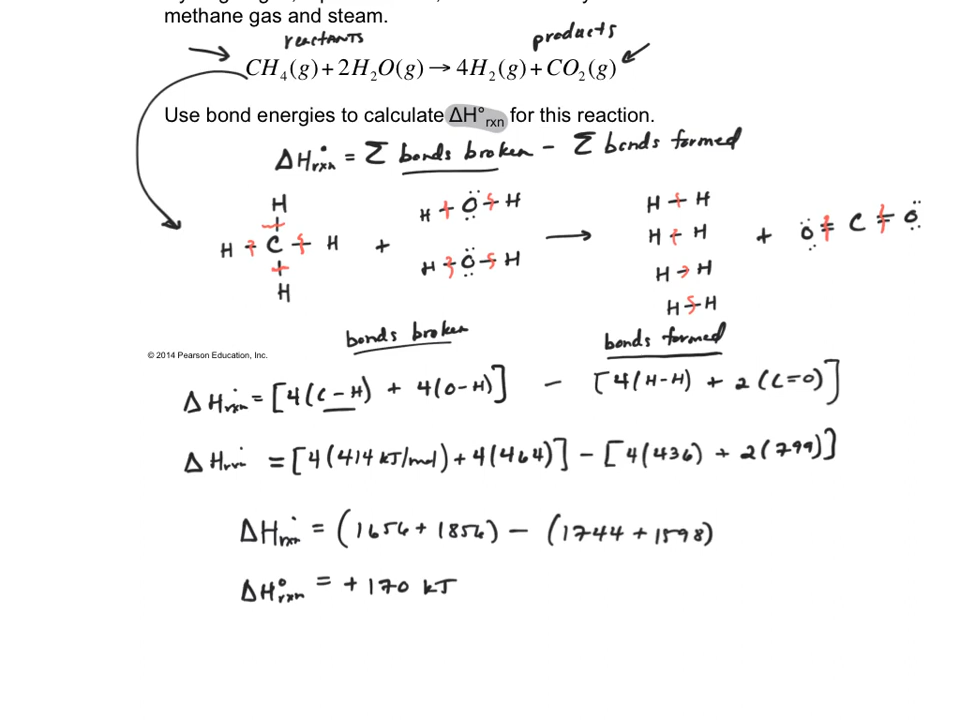 methane gas and steam.
reactants products
CH₄(g)+2H₂O(g)→4H₂(g)+CO₂(g)
Use bond energies to calculate ΔH°rxn for this reaction.
ΔH°rxn = Σ bonds broken - Σ bonds formed
H
H C H + H O H → H H + O C O
H H
H H O H H H
H H H
bonds broken bonds formed
© 2014 Pearson Education, Inc.
ΔH°rxn = [4(C-H) + 4(O-H)] - [4(H-H) + 2(C=O)]
ΔH°rxn = [4(414 kJ/mol) + 4(464)] - [4(436) + 2(799)]
ΔH°rxn = (1656 + 1856) - (1744 + 1598)
ΔH°rxn = +170 kJ